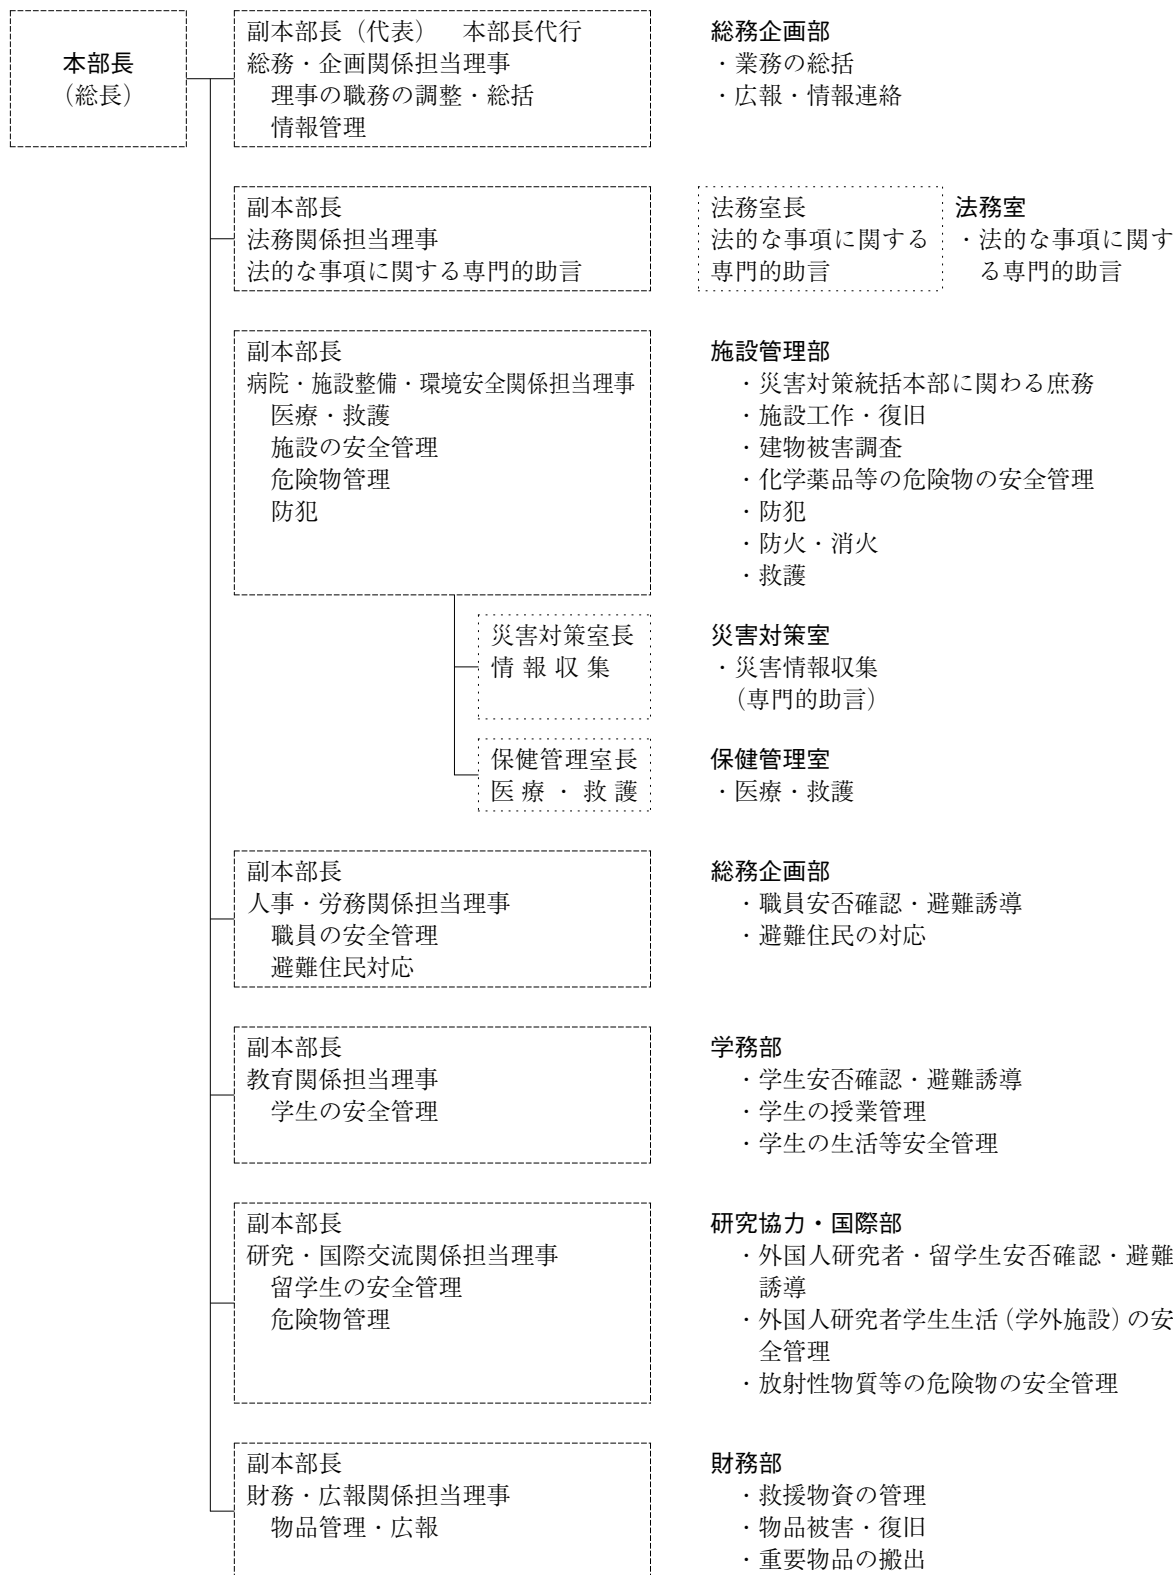 本部長
（総長）
副本部長（代表）　本部長代行
総務・企画関係担当理事
理事の職務の調整・総括
情報管理
総務企画部
・業務の総括
・広報・情報連絡
副本部長
法務関係担当理事
法的な事項に関する専門的助言
法務室長
法的な事項に関する
専門的助言
法務室
・法的な事項に関す
る専門的助言
副本部長
病院・施設整備・環境安全関係担当理事
医療・救護
施設の安全管理
危険物管理
防犯
施設管理部
・災害対策統括本部に関わる庶務
・施設工作・復旧
・建物被害調査
・化学薬品等の危険物の安全管理
・防犯
・防火・消火
・救護
災害対策室長
情報収集
災害対策室
・災害情報収集
（専門的助言）
保健管理室長
医療・救護
保健管理室
・医療・救護
副本部長
人事・労務関係担当理事
職員の安全管理
避難住民対応
総務企画部
・職員安否確認・避難誘導
・避難住民の対応
副本部長
教育関係担当理事
学生の安全管理
学務部
・学生安否確認・避難誘導
・学生の授業管理
・学生の生活等安全管理
副本部長
研究・国際交流関係担当理事
留学生の安全管理
危険物管理
研究協力・国際部
・外国人研究者・留学生安否確認・避難
誘導
・外国人研究者学生生活（学外施設）の安
全管理
・放射性物質等の危険物の安全管理
副本部長
財務・広報関係担当理事
物品管理・広報
財務部
・救援物資の管理
・物品被害・復旧
・重要物品の搬出